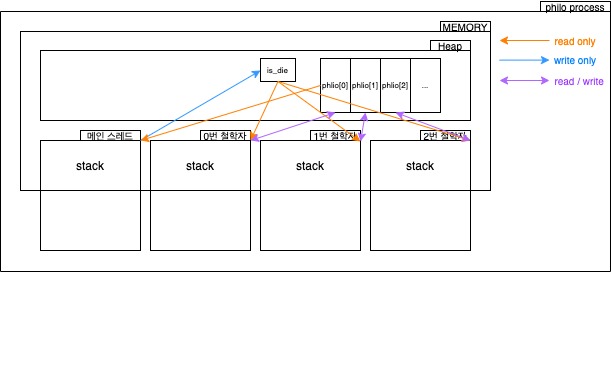 philo process
MEMORY
Heap
read only
write only
read / write
is_die
phlio[0]
phlio[1]
phlio[2]
...
메인 스레드
0번 철학자
1번 철학자
2번 철학자
stack
stack
stack
stack